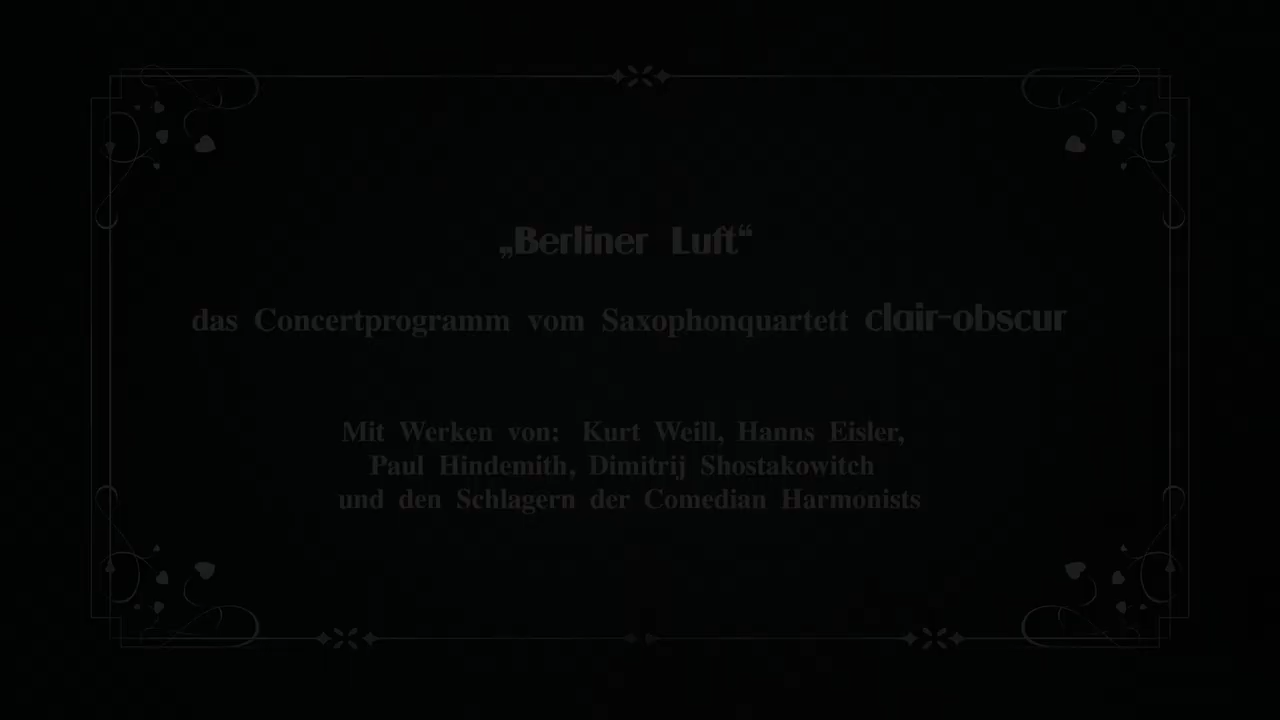 „Berliner Luft“
das Concertprogramm vom Saxophonquartett clair-obscur
Mit Werken von: Kurt Weill, Hanns Eisler,
Paul Hindemith, Dimitrij Shostakowitch
und den Schlagern der Comedian Harmonists